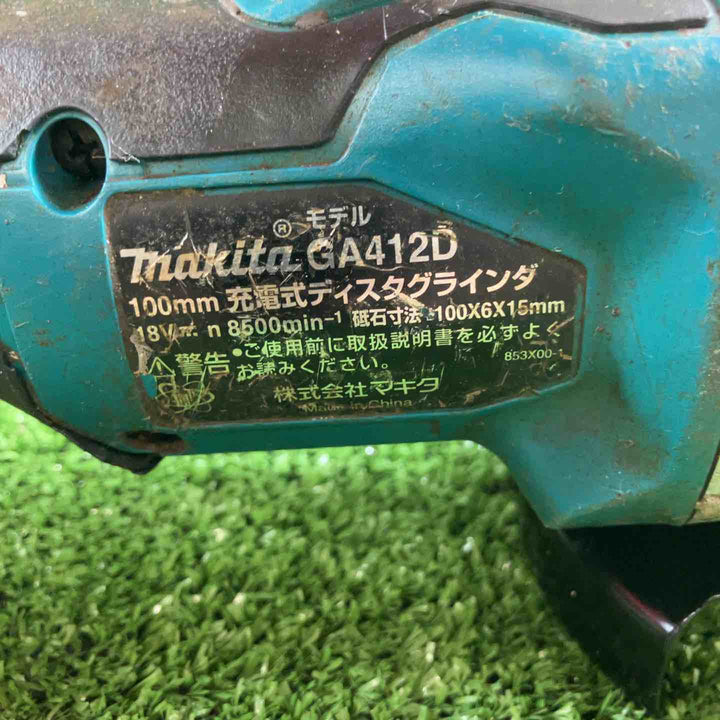 モデル
makita® GA412D
100mm 充電式ディスクグラインダ
18V n 8500min-1 砥石寸法 100X6X15mm
警告 •ご使用前に取扱説明書を必ずよく
お読みください。
853X00-
株式会社マキタ
Made in China